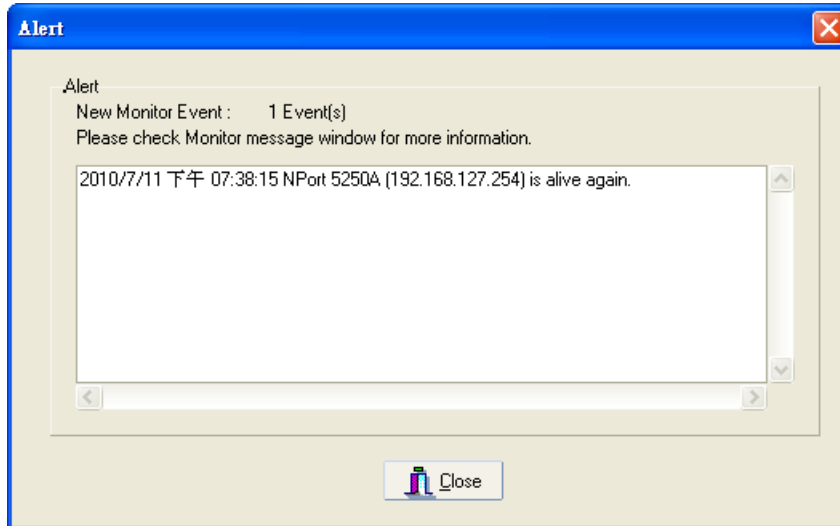 Alert
Alert
New Monitor Event : 1 Event(s)
Please check Monitor message window for more information.
2010/7/11 下午 07:38:15 NPort 5250A (192.168.127.254) is alive again.
Close